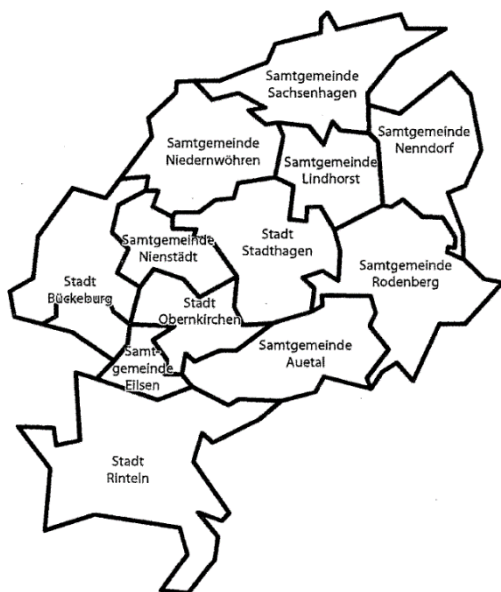 Samtgemeinde
Sachsenhagen
Samtgemeinde
Niedernwöhren
Samtgemeinde
Nenndorf
Samtgemeinde
Lindhorst
Samtgemeinde
Nienstädt
Stadt
Stadthagen
Samtgemeinde
Rodenberg
Stadt
Bückeburg
Stadt
Obernkirchen
Samt-
gemeinde
Eilsen
Samtgemeinde
Auetal
Stadt
Rinteln